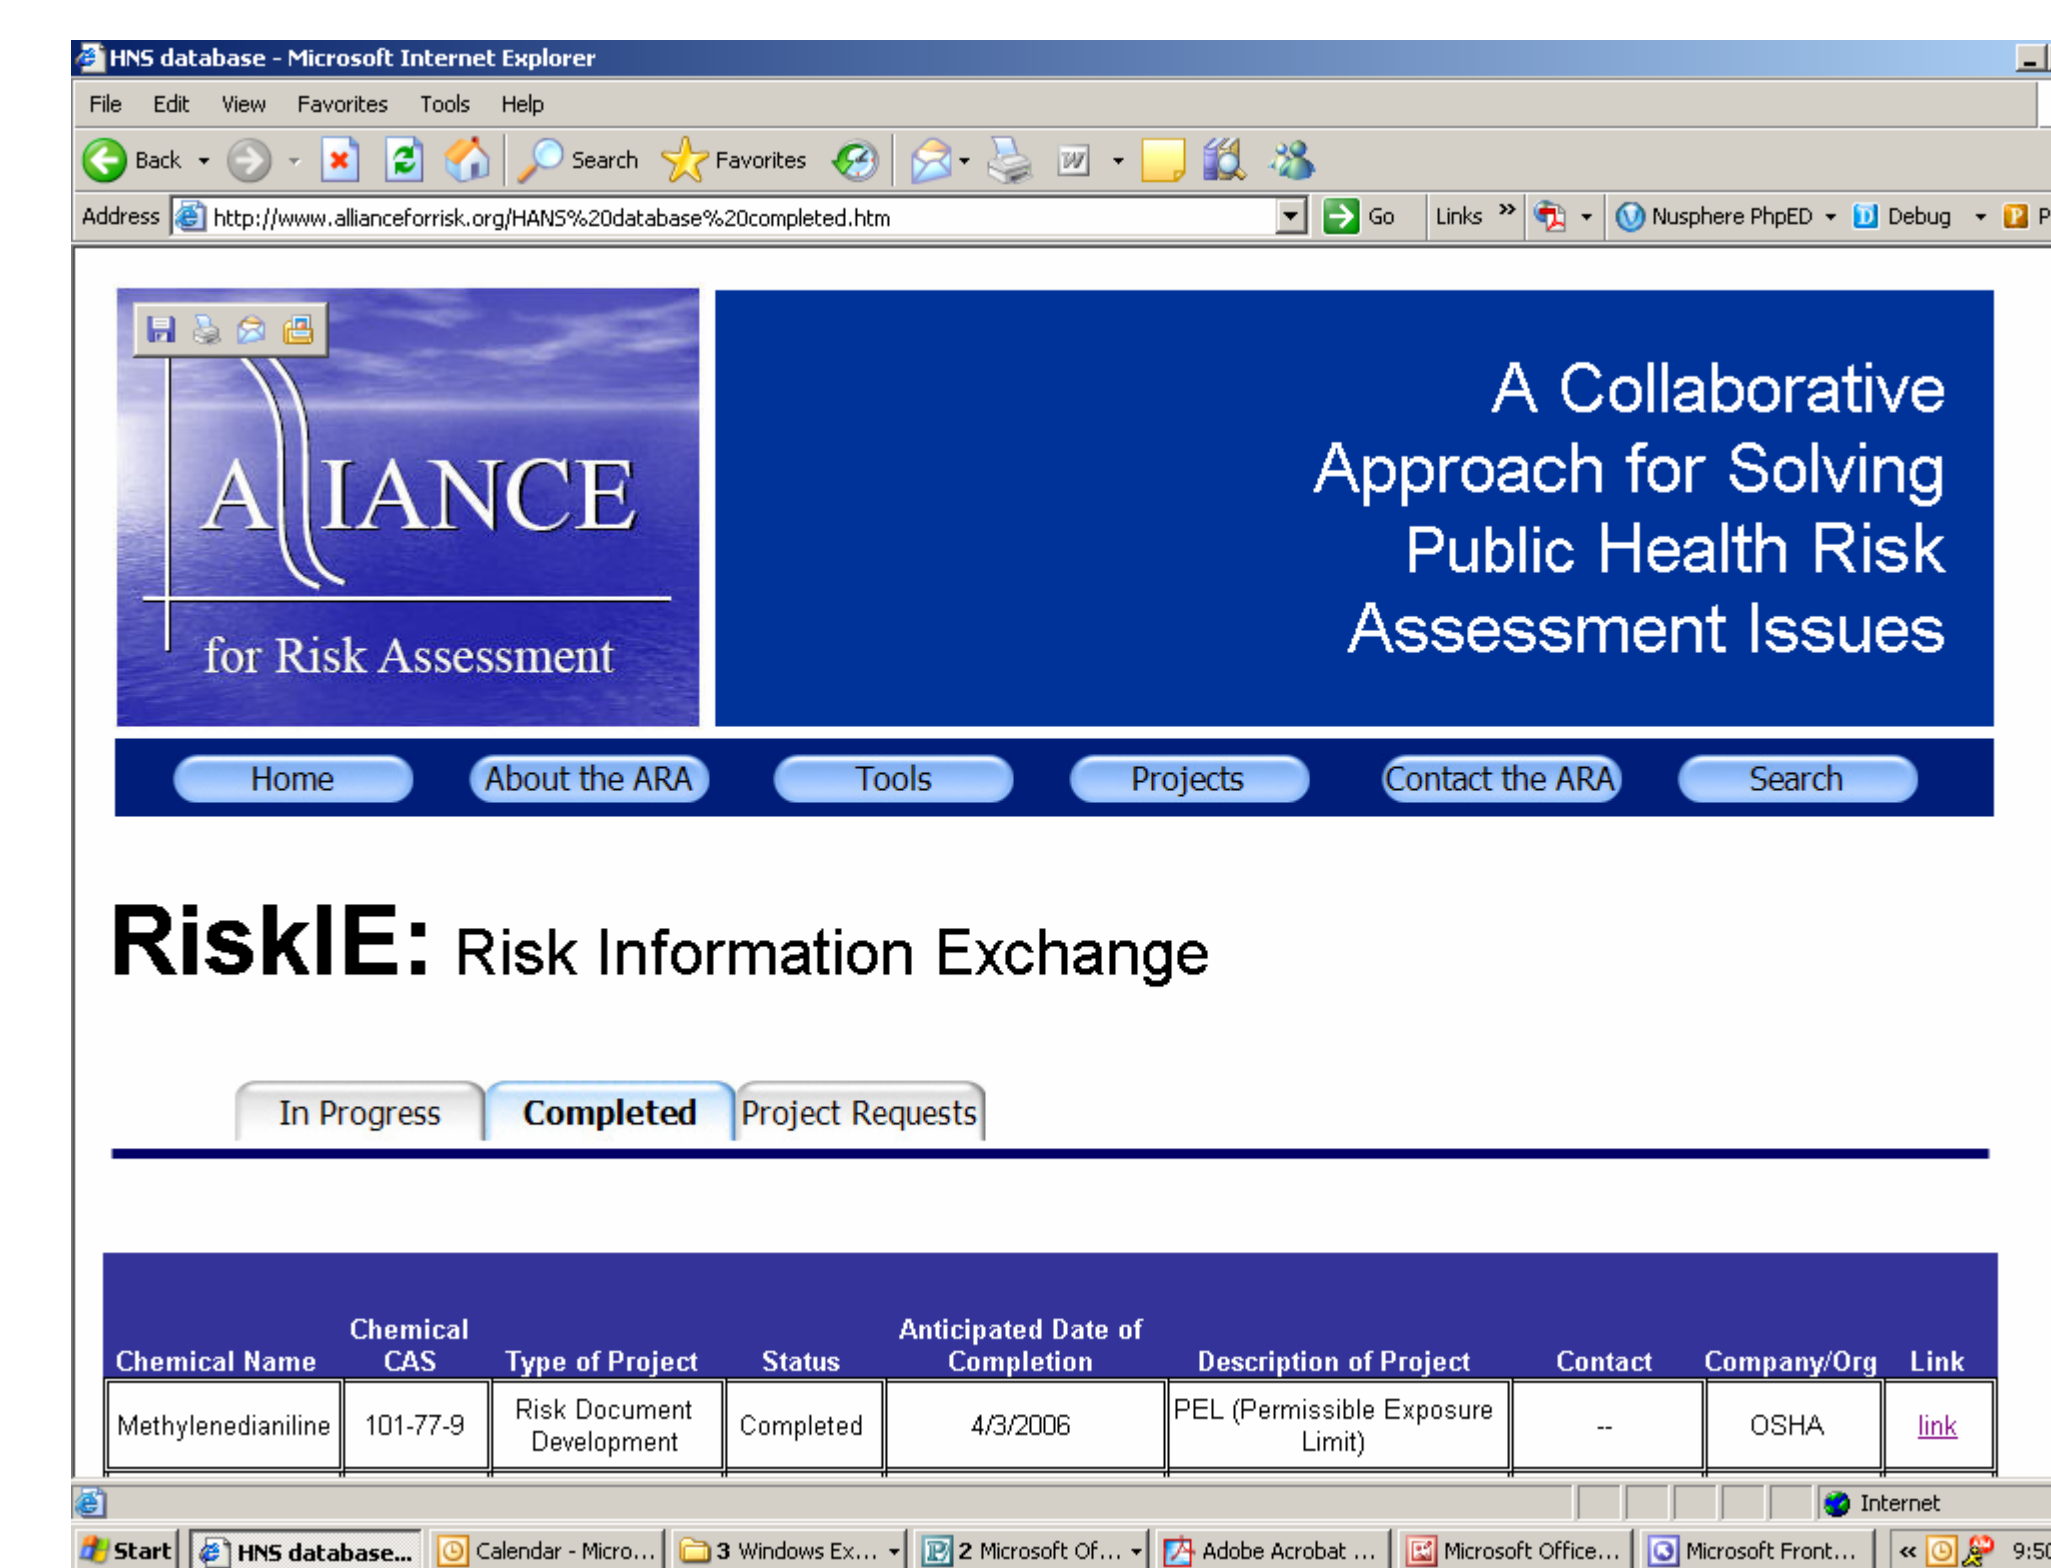 HNS database - Microsoft Internet Explorer
File Edit View Favorites Tools Help
Back Search Favorites
Address http://www.allianceforrisk.org/HANS%20database%20completed.htm Go Links » Nusphere PhpED Debug P
ALLIANCE
for Risk Assessment
A Collaborative
Approach for Solving
Public Health Risk
Assessment Issues
Home About the ARA Tools Projects Contact the ARA Search
RiskIE: Risk Information Exchange
In Progress Completed Project Requests
Chemical Anticipated Date of
Chemical Name CAS Type of Project Status Completion Description of Project Contact Company/Org Link
Methylenedianiline 101-77-9 Risk Document Development Completed 4/3/2006 PEL (Permissible Exposure Limit) -- OSHA link
Internet
Start HNS database... Calendar - Micro... 3 Windows Ex... 2 Microsoft Of... Adobe Acrobat ... Microsoft Office... Microsoft Front... « 9:50